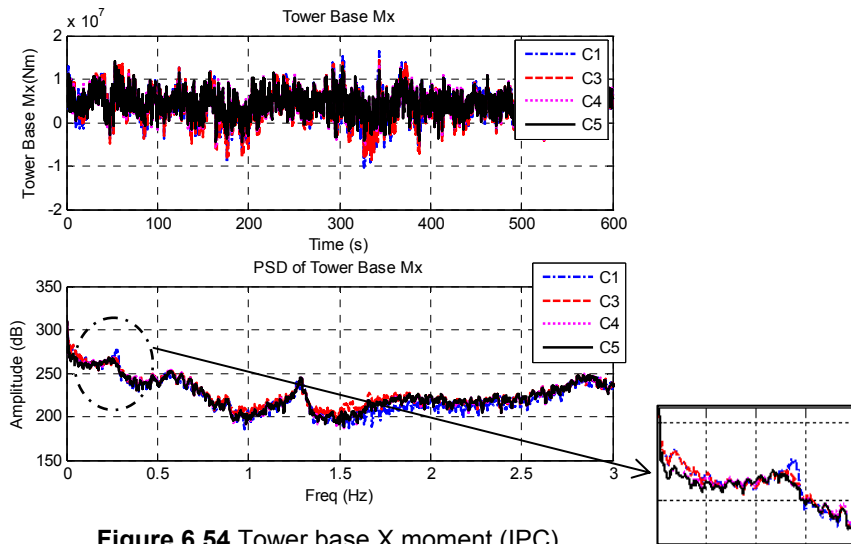 Tower Base Mx
x 10^7
Tower Base Mx(Nm)
2
1
0
-1
-2
0 100 200 300 400 500 600
Time (s)
C1
C3
C4
C5
PSD of Tower Base Mx
Amplitude (dB)
350
300
250
200
150
0 0.5 1 1.5 2 2.5 3
Freq (Hz)
C1
C3
C4
C5
Figure 6.54 Tower base X moment (IPC)